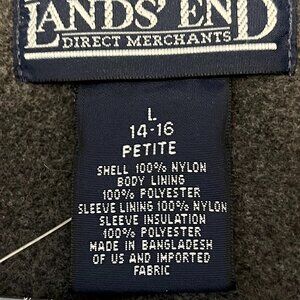 LANDS' END
DIRECT MERCHANTS
L
14-16
PETITE
SHELL 100% NYLON
BODY LINING
100% POLYESTER
SLEEVE LINING 100% NYLON
SLEEVE INSULATION
100% POLYESTER
MADE IN BANGLADESH
OF US AND IMPORTED
FABRIC